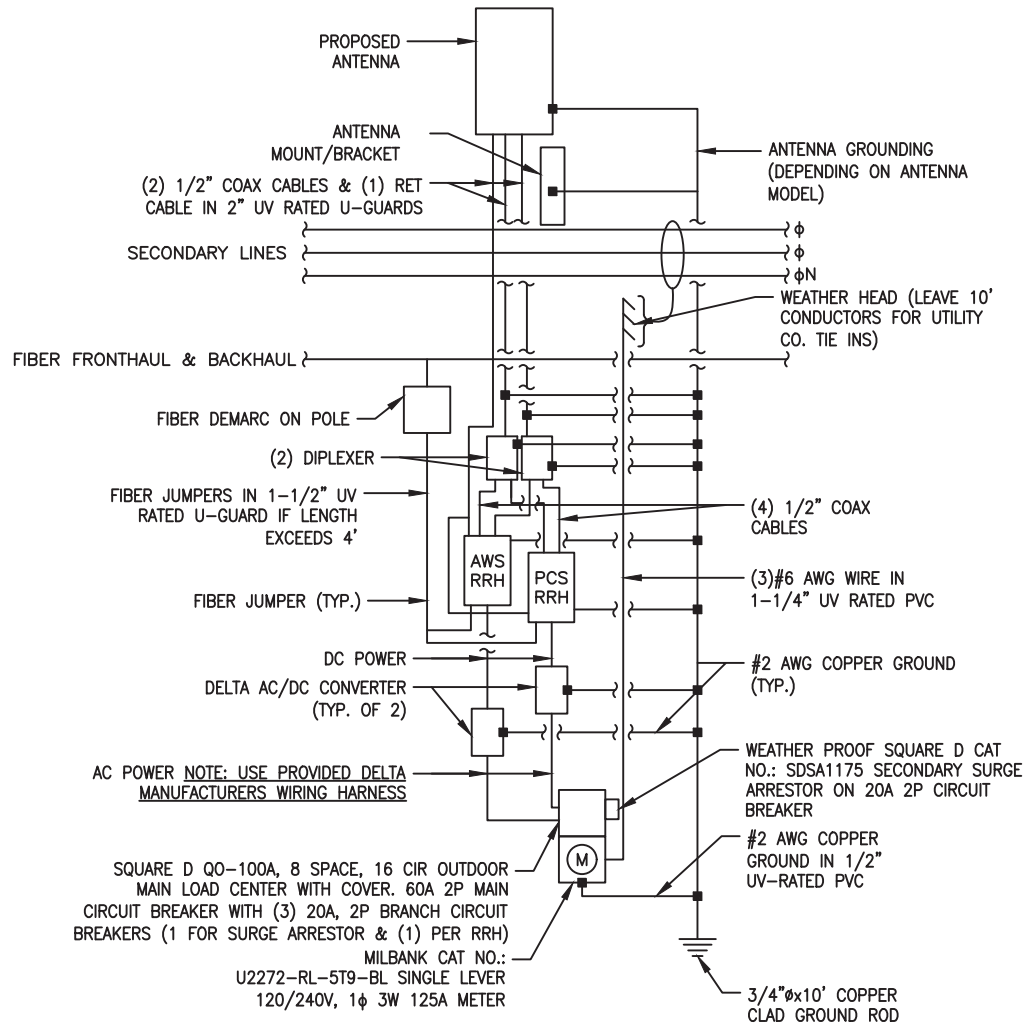 PROPOSED
ANTENNA
ANTENNA
MOUNT/BRACKET
(2) 1/2" COAX CABLES & (1) RET
CABLE IN 2" UV RATED U-GUARDS
ANTENNA GROUNDING
(DEPENDING ON ANTENNA
MODEL)
SECONDARY LINES
ϕ
ϕ
ϕN
WEATHER HEAD (LEAVE 10'
CONDUCTORS FOR UTILITY
CO. TIE INS)
FIBER FRONTHAUL & BACKHAUL
FIBER DEMARC ON POLE
(2) DIPLEXER
FIBER JUMPERS IN 1-1/2" UV
RATED U-GUARD IF LENGTH
EXCEEDS 4'
(4) 1/2" COAX
CABLES
AWS
RRH
PCS
RRH
(3)#6 AWG WIRE IN
1-1/4" UV RATED PVC
FIBER JUMPER (TYP.)
DC POWER
#2 AWG COPPER GROUND
(TYP.)
DELTA AC/DC CONVERTER
(TYP. OF 2)
AC POWER NOTE: USE PROVIDED DELTA
MANUFACTURERS WIRING HARNESS
WEATHER PROOF SQUARE D CAT
NO.: SDSA1175 SECONDARY SURGE
ARRESTOR ON 20A 2P CIRCUIT
BREAKER
M
#2 AWG COPPER
GROUND IN 1/2"
UV-RATED PVC
SQUARE D QO-100A, 8 SPACE, 16 CIR OUTDOOR
MAIN LOAD CENTER WITH COVER. 60A 2P MAIN
CIRCUIT BREAKER WITH (3) 20A, 2P BRANCH CIRCUIT
BREAKERS (1 FOR SURGE ARRESTOR & (1) PER RRH)
MILBANK CAT NO.:
U2272-RL-5T9-BL SINGLE LEVER
120/240V, 1ϕ 3W 125A METER
3/4"øx10' COPPER
CLAD GROUND ROD